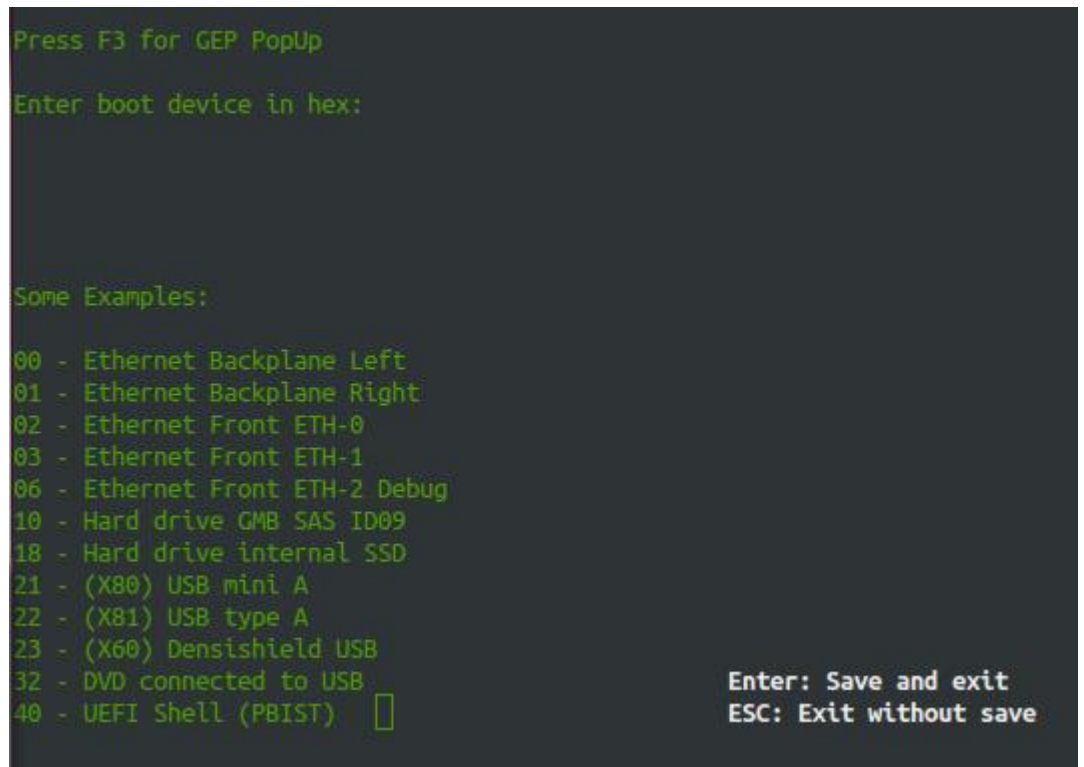 Press F3 for GEP PopUp
Enter boot device in hex:
Some Examples:
00 - Ethernet Backplane Left
01 - Ethernet Backplane Right
02 - Ethernet Front ETH-0
03 - Ethernet Front ETH-1
06 - Ethernet Front ETH-2 Debug
10 - Hard drive GMB SAS ID09
18 - Hard drive internal SSD
21 - (X80) USB mini A
22 - (X81) USB type A
23 - (X60) Densishield USB
32 - DVD connected to USB
Enter: Save and exit
40 - UEFI Shell (PBIST)
ESC: Exit without save